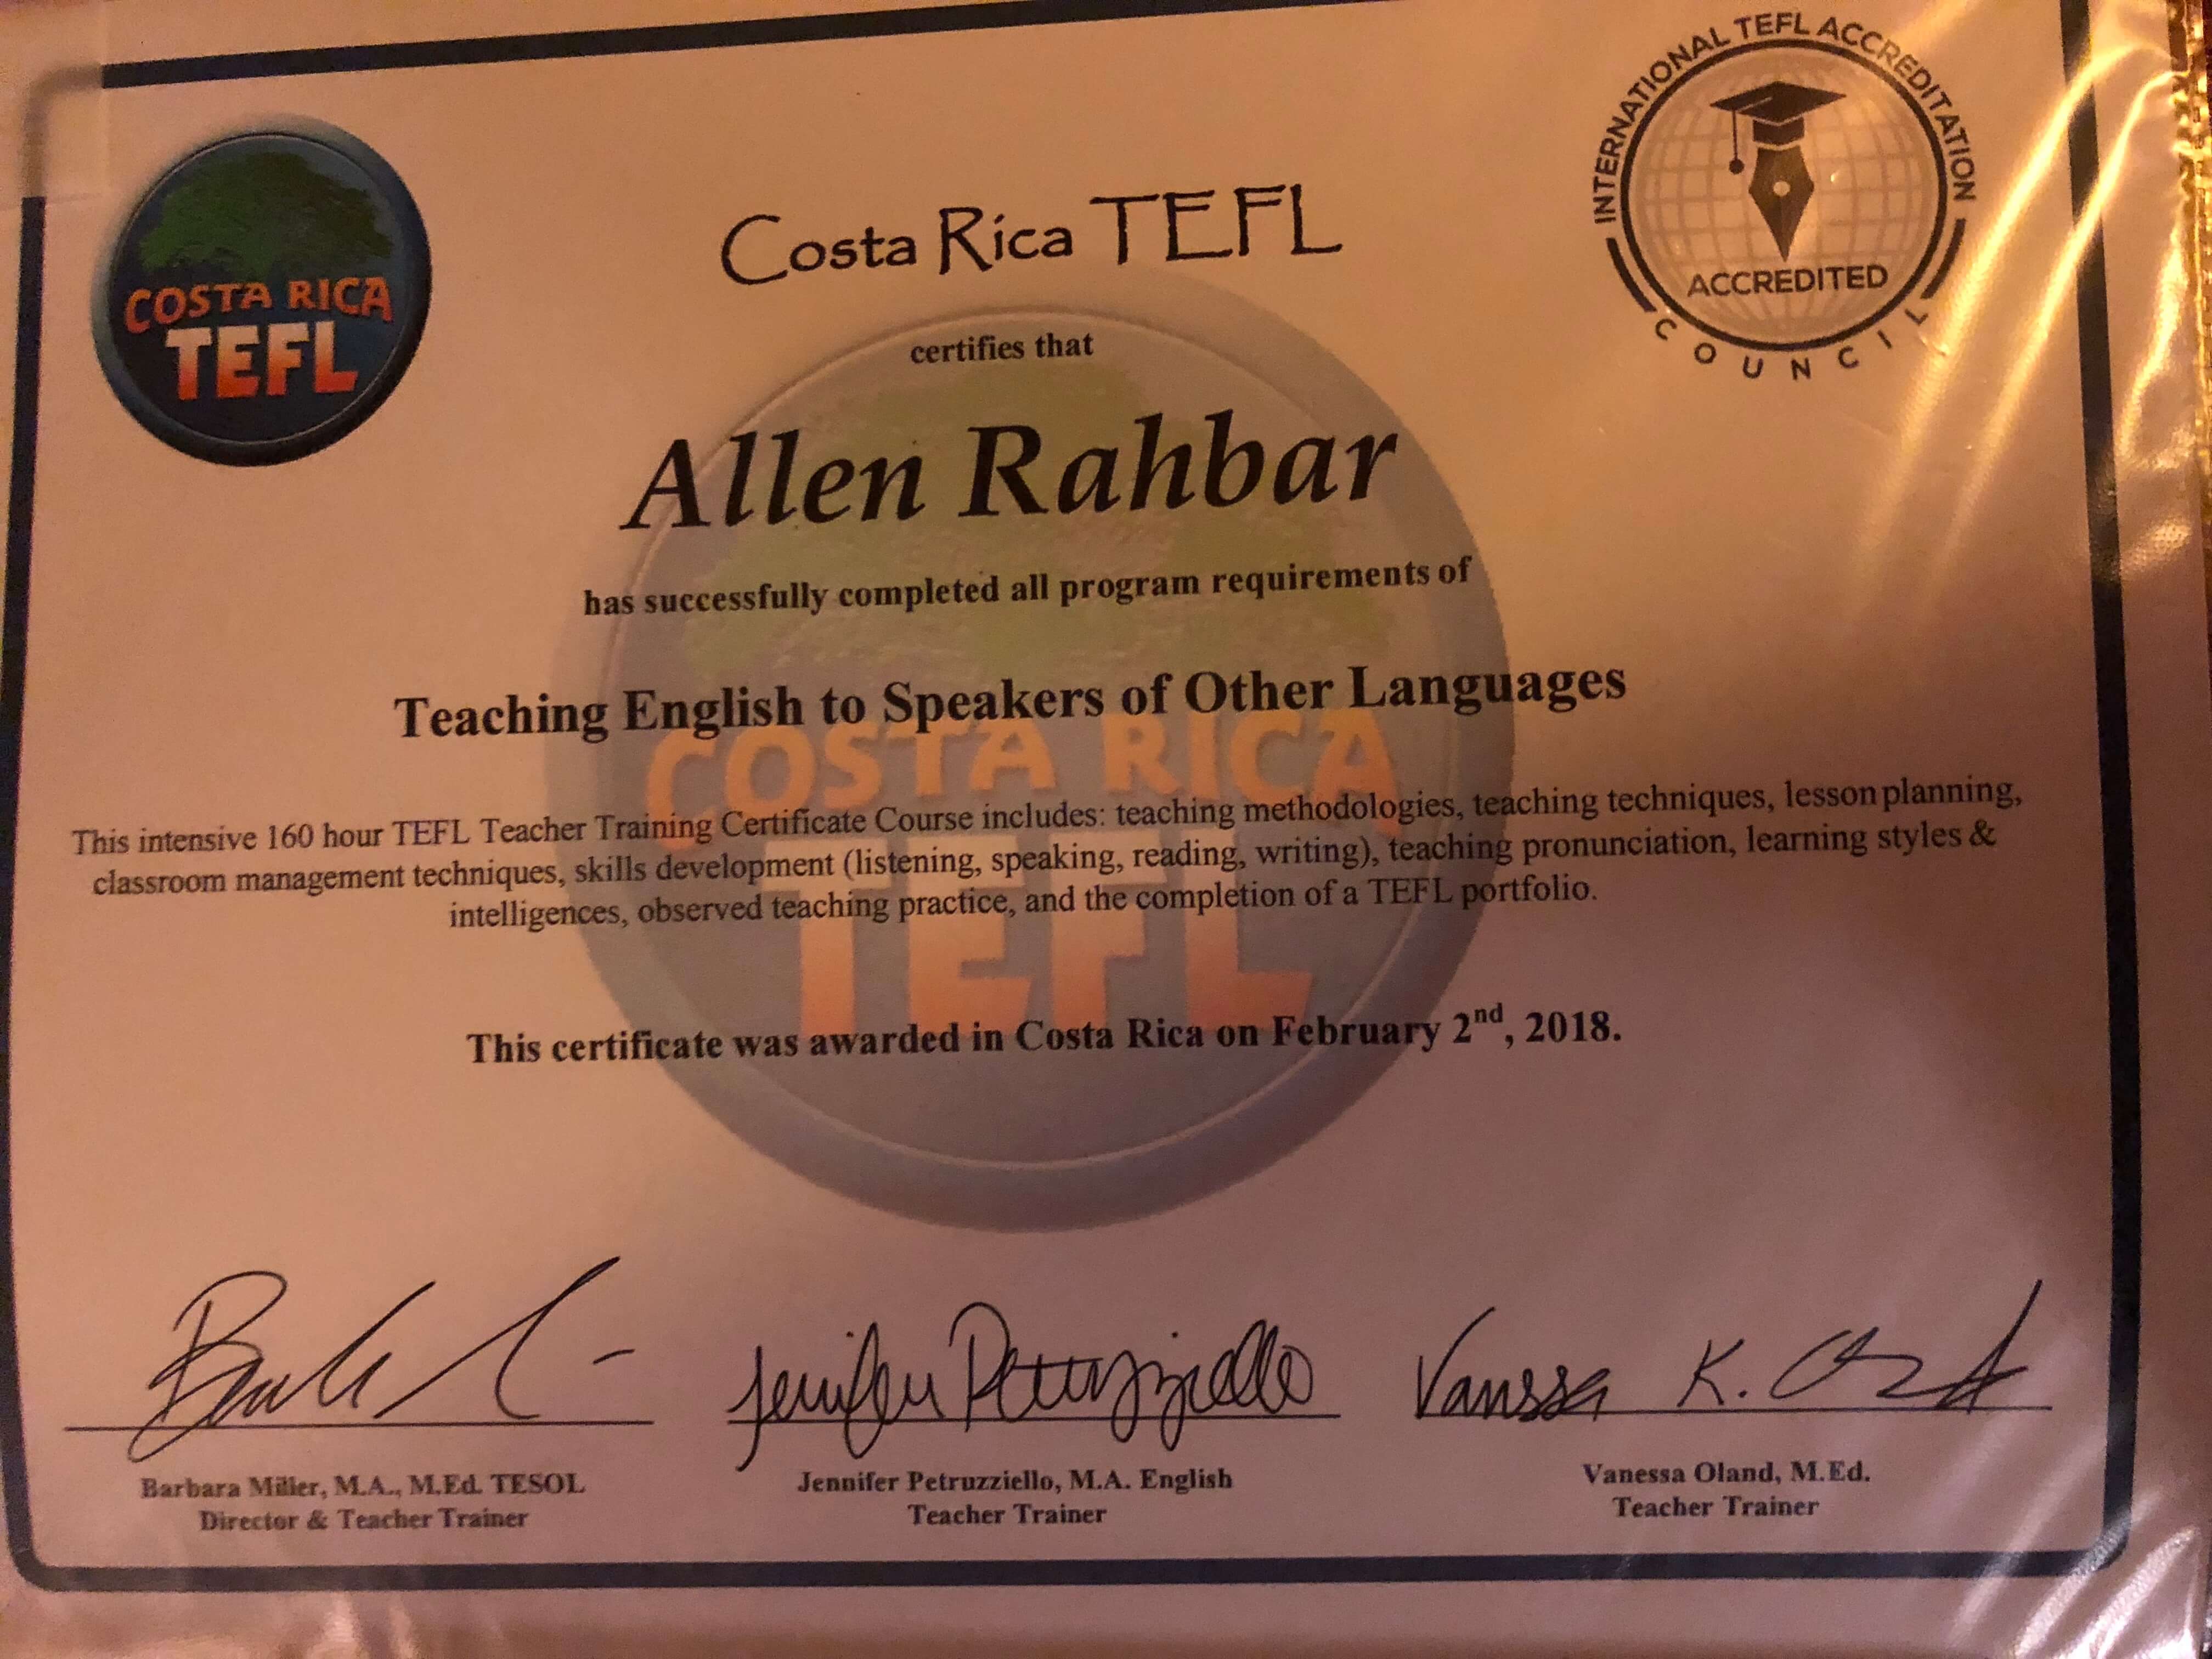 INTERNATIONAL TEFL ACCREDITATION
ACCREDITED
COUNCIL
COSTA RICA
TEFL
Costa Rica TEFL
certifies that
Allen Rahbar
has successfully completed all program requirements of
Teaching English to Speakers of Other Languages
COSTA RICA
TEFL
This intensive 160 hour TEFL Teacher Training Certificate Course includes: teaching methodologies, teaching techniques, lesson planning,
classroom management techniques, skills development (listening, speaking, reading, writing), teaching pronunciation, learning styles &
intelligences, observed teaching practice, and the completion of a TEFL portfolio.
This certificate was awarded in Costa Rica on February 2nd, 2018.
Jennifer Petruzziello
Vanessa K.
Barbara Miller, M.A., M.Ed. TESOL
Director & Teacher Trainer
Jennifer Petruzziello, M.A. English
Teacher Trainer
Vanessa Oland, M.Ed.
Teacher Trainer